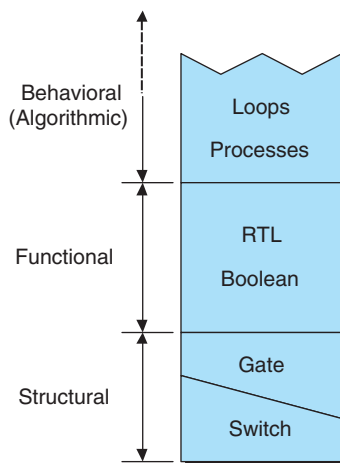 Behavioral
(Algorithmic)
Loops
Processes
Functional
RTL
Boolean
Structural
Gate
Switch